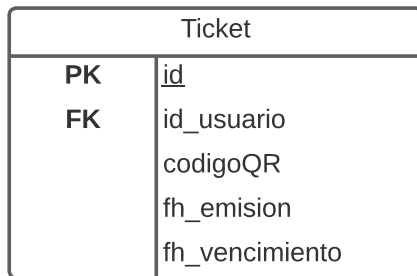 Ticket
PK id
FK id_usuario
codigoQR
fh_emision
fh_vencimiento